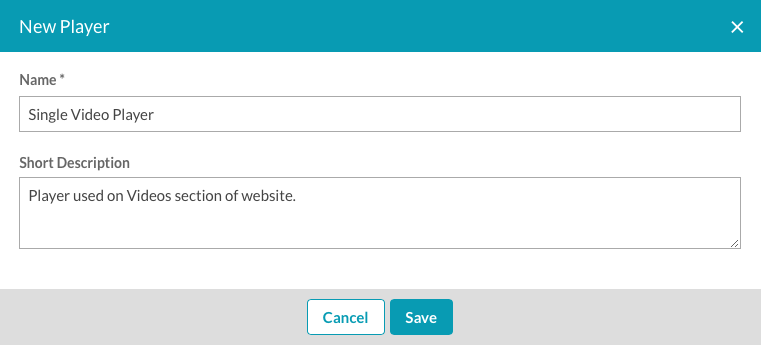 New Player
Name *
Single Video Player
Short Description
Player used on Videos section of website.
Cancel Save